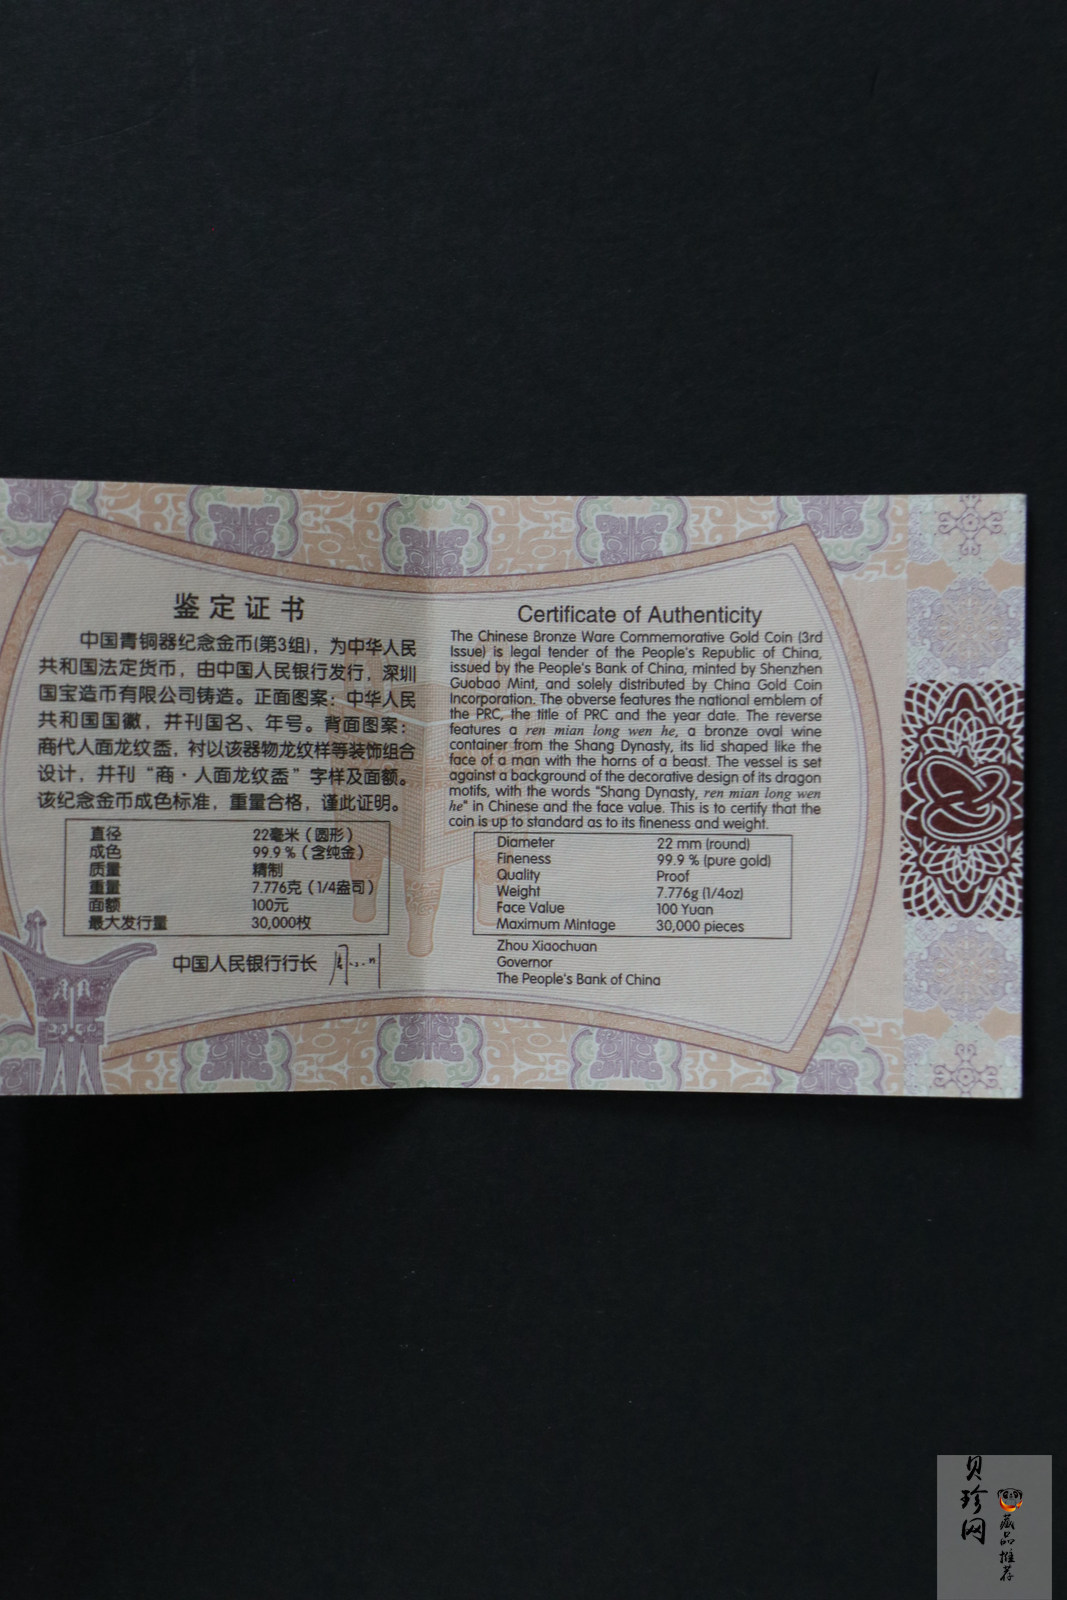 鉴定证书
中国青铜器纪念金币(第3组)，为中华人民
共和国法定货币，由中国人民银行发行，深圳
国宝造币有限公司铸造。正面图案：中华人民
共和国国徽，并刊国名、年号。背面图案：
商代人面龙纹盉，衬以该器物龙纹样等装饰组合
设计，并刊“商·人面龙纹盉”字样及面额。
该纪念金币成色标准，重量合格，谨此证明。
直径 22毫米（圆形）
成色 99.9％（含纯金）
质量 精制
重量 7.776克（1/4盎司）
面额 100元
最大发行量 30,000枚
中国人民银行行长
Certificate of Authenticity
The Chinese Bronze Ware Commemorative Gold Coin (3rd
Issue) is legal tender of the People's Republic of China,
issued by the People's Bank of China, minted by Shenzhen
Guobao Mint, and solely distributed by China Gold Coin
Incorporation. The obverse features the national emblem of
the PRC, the title of PRC and the year date. The reverse
features a ren mian long wen he, a bronze oval wine
container from the Shang Dynasty, its lid shaped like the
face of a man with the horns of a beast. The vessel is set
against a background of the decorative design of its dragon
motifs, with the words "Shang Dynasty, ren mian long wen
he" in Chinese and the face value. This is to certify that the
coin is up to standard as to its fineness and weight.
Diameter 22 mm (round)
Fineness 99.9 % (pure gold)
Quality Proof
Weight 7.776g (1/4oz)
Face Value 100 Yuan
Maximum Mintage 30,000 pieces
Zhou Xiaochuan
Governor
The People's Bank of China
贝珍网
藏品推荐